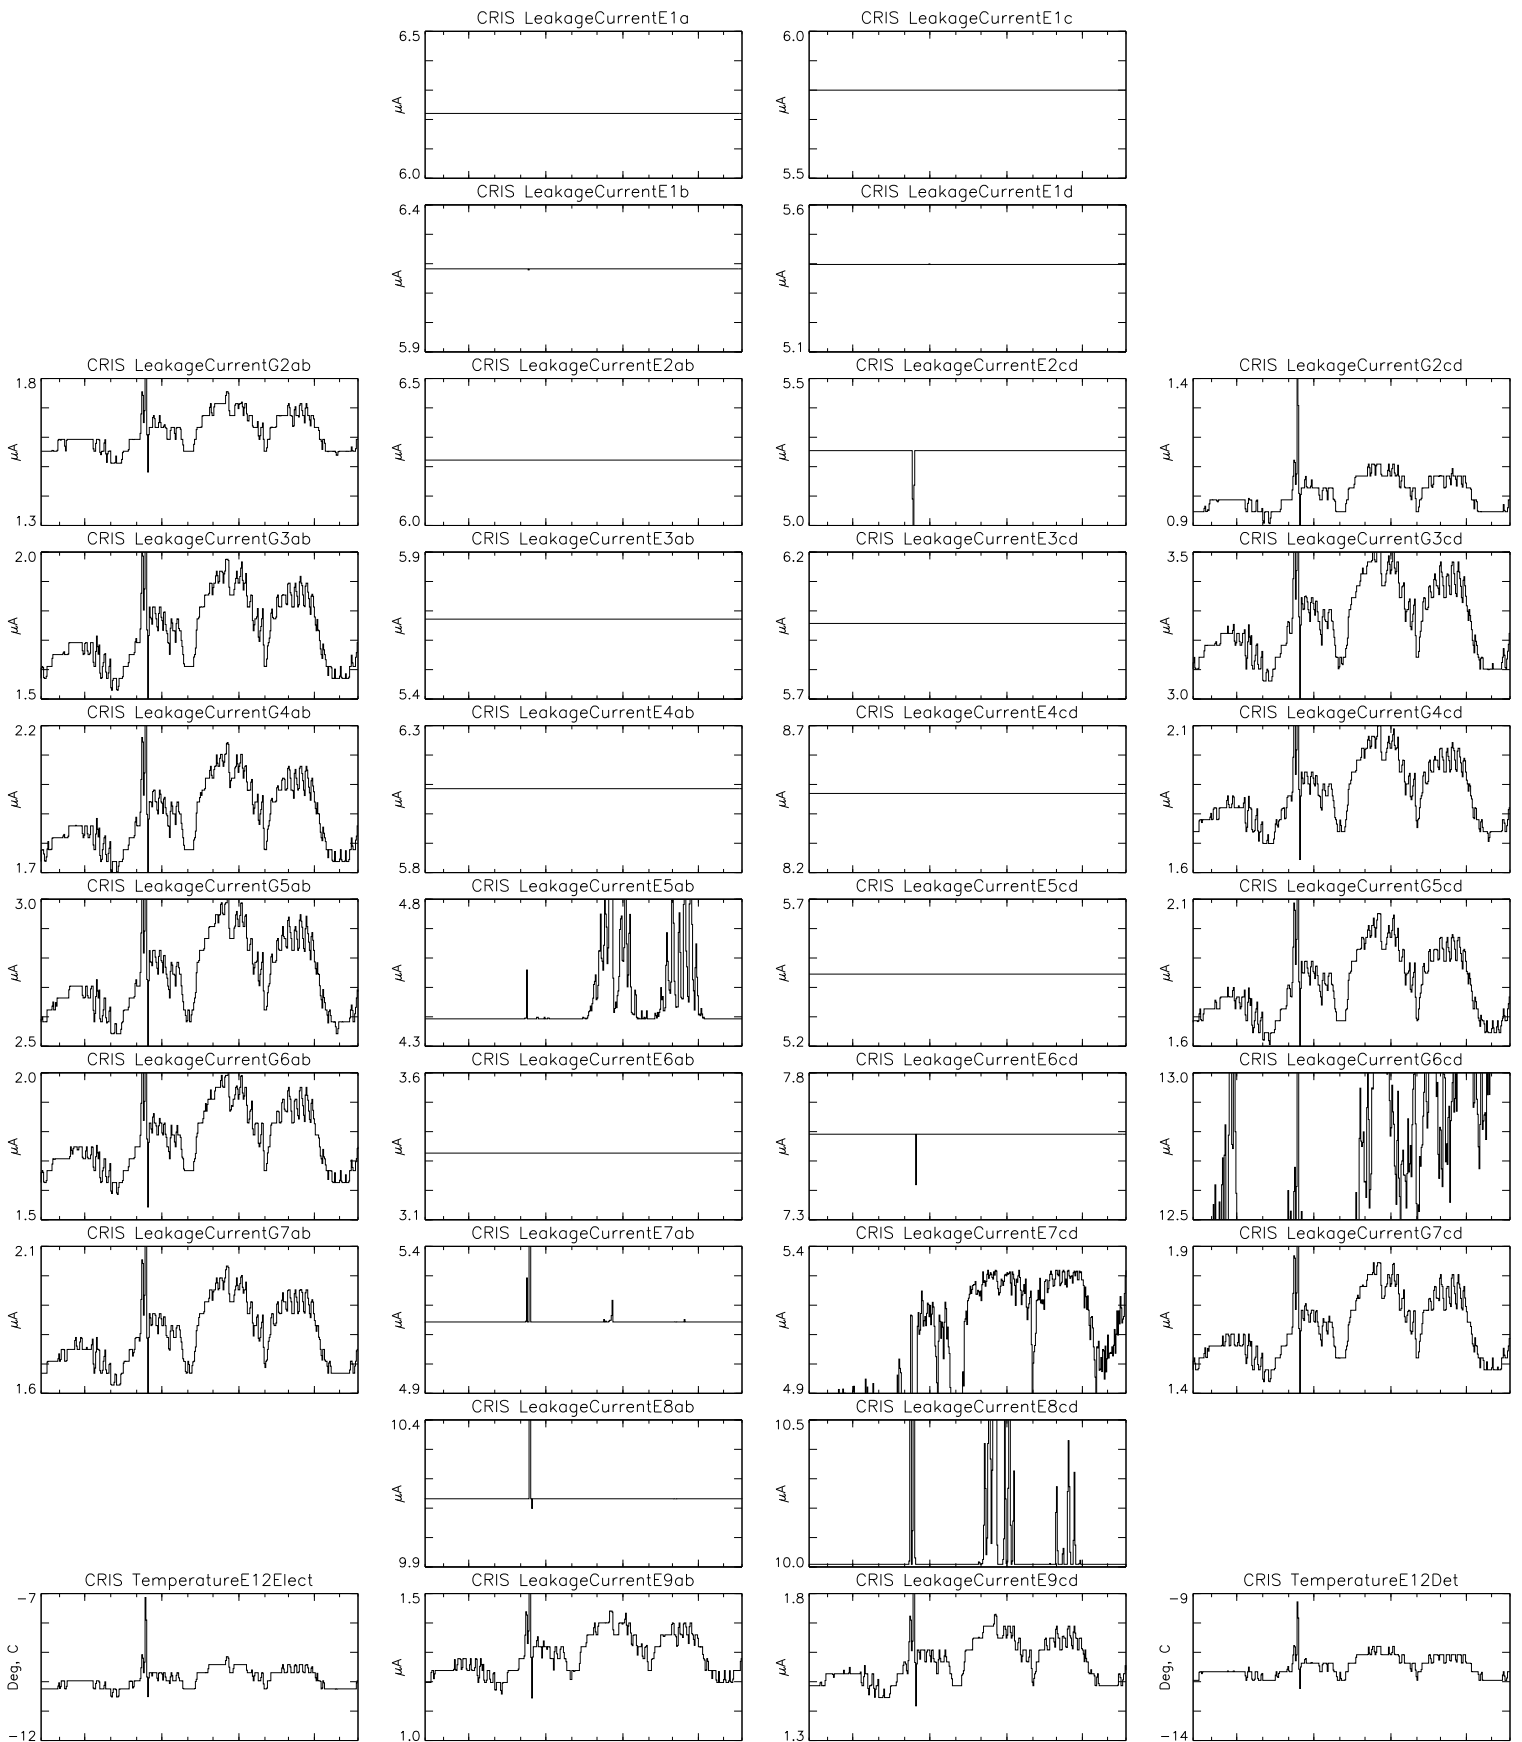 CRIS LeakageCurrentE1a
CRIS LeakageCurrentE1c
6.5
μA
6.0
6.0
μA
5.5
CRIS LeakageCurrentE1b
CRIS LeakageCurrentE1d
6.4
μA
5.9
5.6
μA
5.1
CRIS LeakageCurrentG2ab
CRIS LeakageCurrentE2ab
CRIS LeakageCurrentE2cd
CRIS LeakageCurrentG2cd
1.8
μA
1.3
6.5
μA
6.0
5.5
μA
5.0
1.4
μA
0.9
CRIS LeakageCurrentG3ab
CRIS LeakageCurrentE3ab
CRIS LeakageCurrentE3cd
CRIS LeakageCurrentG3cd
2.0
μA
1.5
5.9
μA
5.4
6.2
μA
5.7
3.5
μA
3.0
CRIS LeakageCurrentG4ab
CRIS LeakageCurrentE4ab
CRIS LeakageCurrentE4cd
CRIS LeakageCurrentG4cd
2.2
μA
1.7
6.3
μA
5.8
8.7
μA
8.2
2.1
μA
1.6
CRIS LeakageCurrentG5ab
CRIS LeakageCurrentE5ab
CRIS LeakageCurrentE5cd
CRIS LeakageCurrentG5cd
3.0
μA
2.5
4.8
μA
4.3
5.7
μA
5.2
2.1
μA
1.6
CRIS LeakageCurrentG6ab
CRIS LeakageCurrentE6ab
CRIS LeakageCurrentE6cd
CRIS LeakageCurrentG6cd
2.0
μA
1.5
3.6
μA
3.1
7.8
μA
7.3
13.0
μA
12.5
CRIS LeakageCurrentG7ab
CRIS LeakageCurrentE7ab
CRIS LeakageCurrentE7cd
CRIS LeakageCurrentG7cd
2.1
μA
1.6
5.4
μA
4.9
5.4
μA
4.9
1.9
μA
1.4
CRIS LeakageCurrentE8ab
CRIS LeakageCurrentE8cd
10.4
μA
9.9
10.5
μA
10.0
CRIS TemperatureE12Elect
CRIS LeakageCurrentE9ab
CRIS LeakageCurrentE9cd
CRIS TemperatureE12Det
−7
Deg, C
−12
1.5
μA
1.0
1.8
μA
1.3
−9
Deg, C
−14